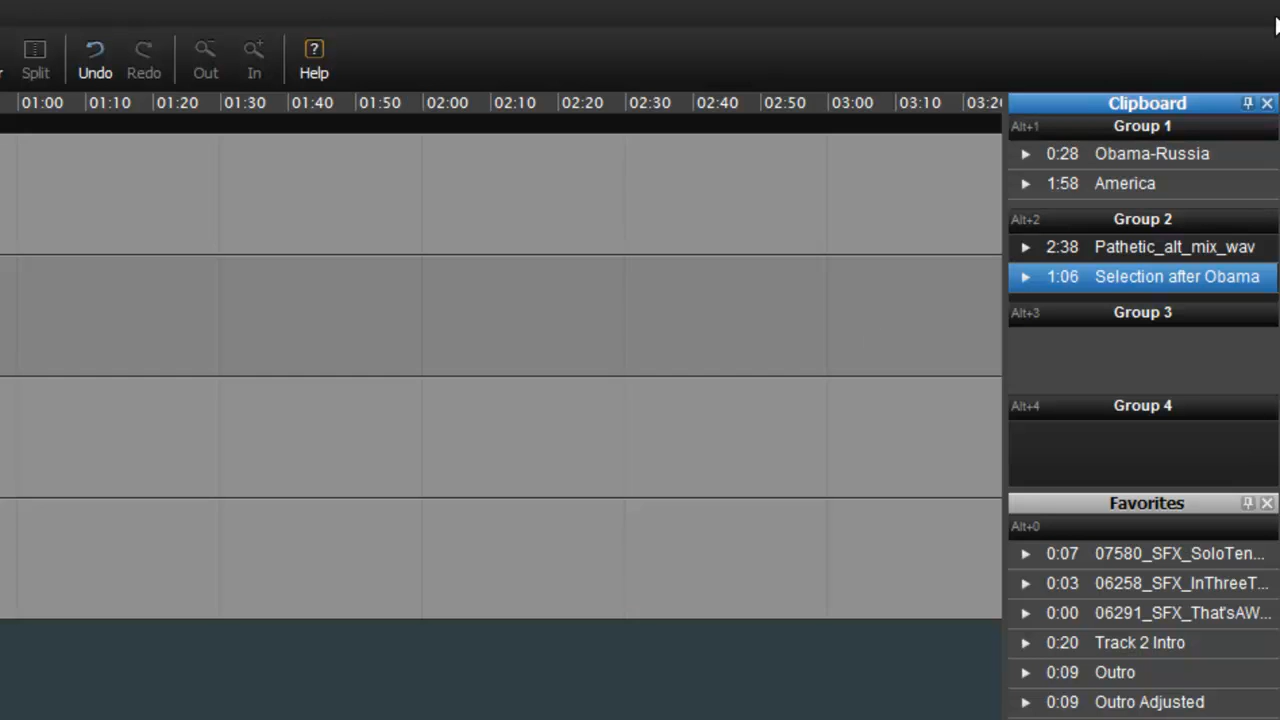 Split Undo Redo Out In Help
01:00 01:10 01:20 01:30 01:40 01:50 02:00 02:10 02:20 02:30 02:40 02:50 03:00 03:10 03:20
Clipboard
Alt+1 Group 1
0:28 Obama-Russia
1:58 America
Alt+2 Group 2
2:38 Pathetic_alt_mix_wav
1:06 Selection after Obama
Alt+3 Group 3
Alt+4 Group 4
Favorites
Alt+0
0:07 07580_SFX_SoloTen...
0:03 06258_SFX_InThreeT...
0:00 06291_SFX_That'sAW...
0:20 Track 2 Intro
0:09 Outro
0:09 Outro Adjusted